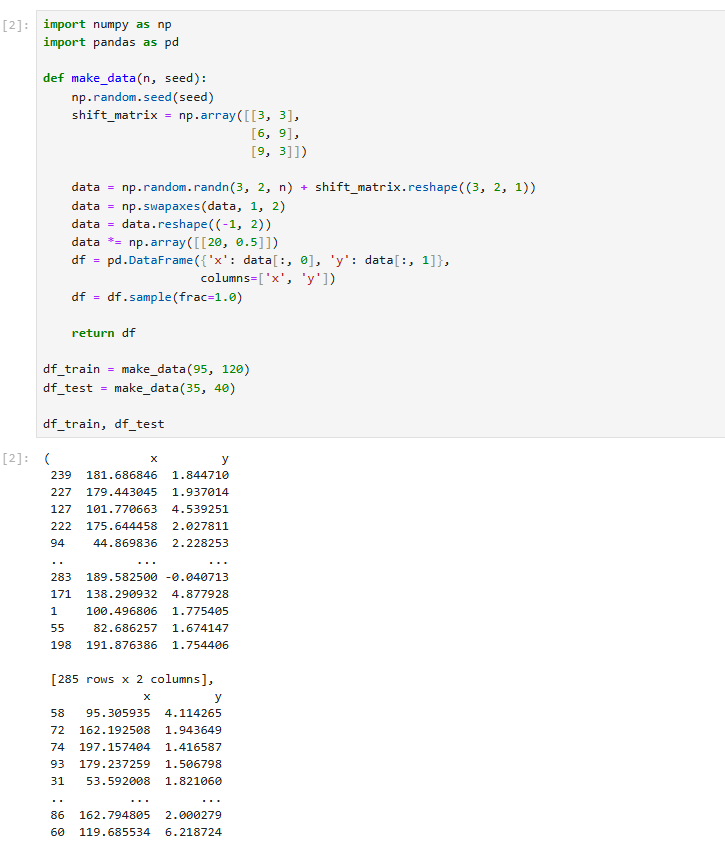 [2]: import numpy as np
import pandas as pd
def make_data(n, seed):
    np.random.seed(seed)
    shift_matrix = np.array([[3, 3],
                             [6, 9],
                             [9, 3]])
    data = np.random.randn(3, 2, n) + shift_matrix.reshape((3, 2, 1))
    data = np.swapaxes(data, 1, 2)
    data = data.reshape((-1, 2))
    data *= np.array([[20, 0.5]])
    df = pd.DataFrame({'x': data[:, 0], 'y': data[:, 1]},
                      columns=['x', 'y'])
    df = df.sample(frac=1.0)
    return df
df_train = make_data(95, 120)
df_test = make_data(35, 40)
df_train, df_test
[2]: (              x         y
 239  181.686846  1.844710
 227  179.443045  1.937014
 127  101.770663  4.539251
 222  175.644458  2.027811
 94    44.869836  2.228253
 ..          ...       ...
 283  189.582500 -0.040713
 171  138.290932  4.877928
 1    100.496806  1.775405
 55    82.686257  1.674147
 198  191.876386  1.754406
 [285 rows x 2 columns],
              x         y
 58   95.305935  4.114265
 72  162.192508  1.943649
 74  197.157404  1.416587
 93  179.237259  1.506798
 31   53.592008  1.821060
 ..         ...       ...
 86  162.794805  2.000279
 60  119.685534  6.218724